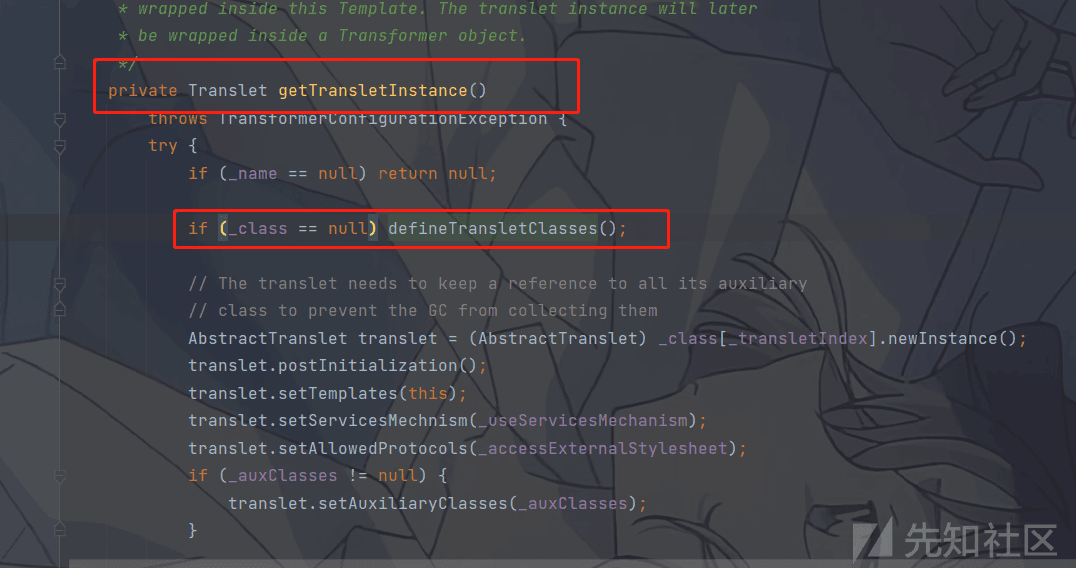 * wrapped inside this Template. The translet instance will later
* be wrapped inside a Transformer object.
*/
private Translet getTransletInstance()
throws TransformerConfigurationException {
try {
if (_name == null) return null;
if (_class == null) defineTransletClasses();
// The translet needs to keep a reference to all its auxiliary
// class to prevent the GC from collecting them
AbstractTranslet translet = (AbstractTranslet) _class[_transletIndex].newInstance();
translet.postInitialization();
translet.setTemplates(this);
translet.setServicesMechnism(_useServicesMechanism);
translet.setAllowedProtocols(_accessExternalStylesheet);
if (_auxClasses != null) {
translet.setAuxiliaryClasses(_auxClasses);
}
先知社区